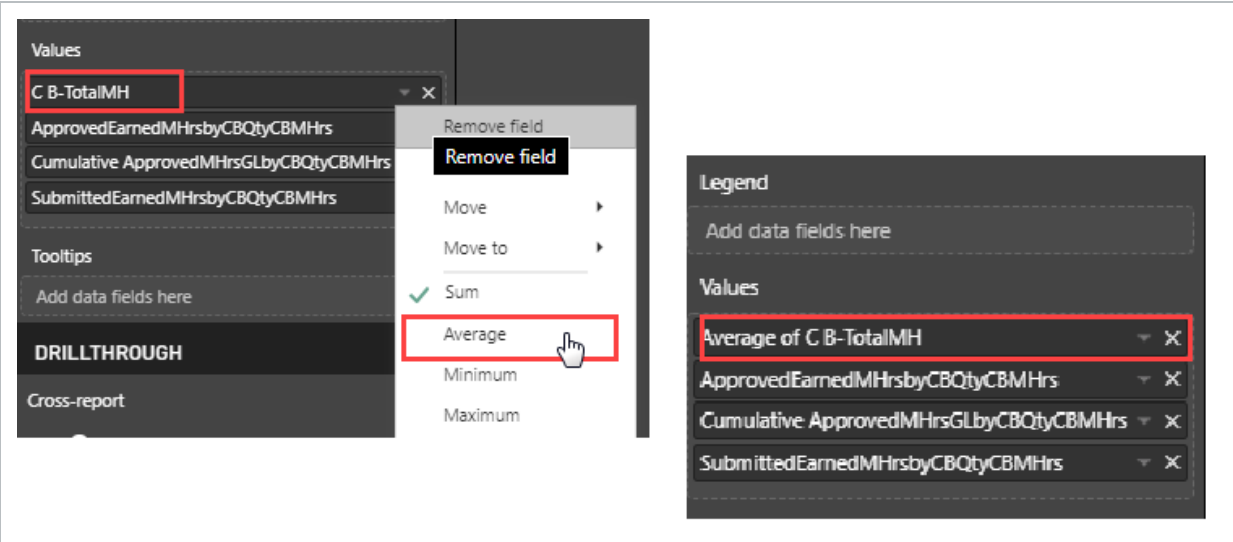 Values
C B-TotalMH
ApprovedEarnedMHrsbyCBQtyCBMHrs
Cumulative ApprovedMHrsGLbyCBQtyCBMHrs
SubmittedEarnedMHrsbyCBQtyCBMHrs
Tooltips
Add data fields here
DRILLTHROUGH
Cross-report
Remove field
Remove field
Move
Move to
Sum
Average
Minimum
Maximum
Legend
Add data fields here
Values
Average of C B-TotalMH
ApprovedEarnedMHrsbyCBQtyCBMHrs
Cumulative ApprovedMHrsGLbyCBQtyCBMHrs
SubmittedEarnedMHrsbyCBQtyCBMHrs